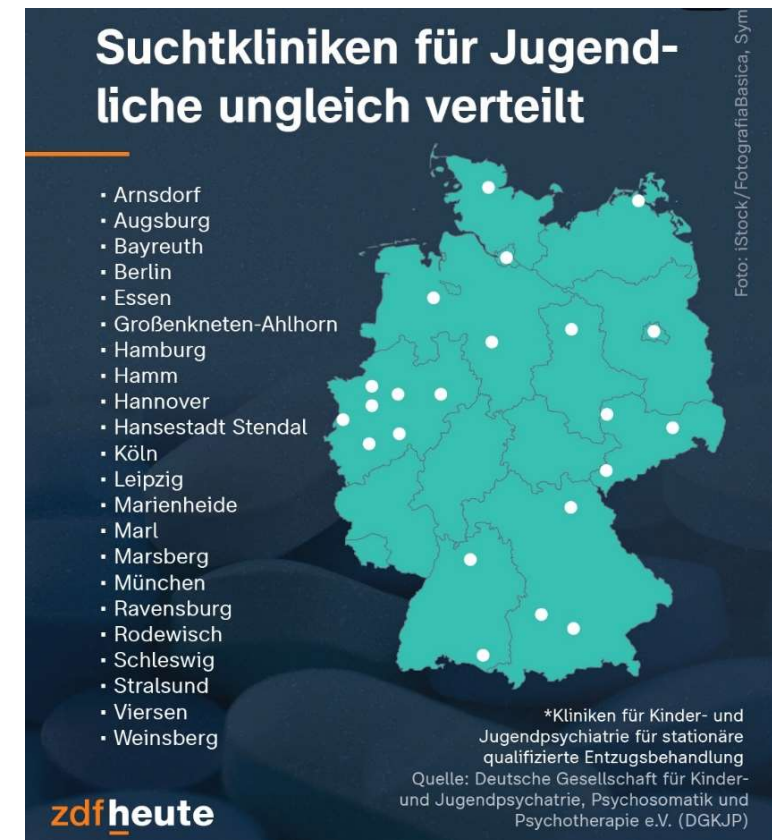 Suchtkliniken für Jugend-
liche ungleich verteilt
Foto: iStock/FotografiaBasica, Sym
· Arnsdorf
· Augsburg
· Bayreuth
· Berlin
· Essen
· Großenkneten-Ahlhorn
· Hamburg
· Hamm
· Hannover
· Hansestadt Stendal
· Köln
· Leipzig
· Marienheide
· Marl
· Marsberg
· München
· Ravensburg
· Rodewisch
· Schleswig
· Stralsund
· Viersen
· Weinsberg
*Kliniken für Kinder- und
Jugendpsychiatrie für stationäre
qualifizierte Entzugsbehandlung
Quelle: Deutsche Gesellschaft für Kinder-
und Jugendpsychatrie, Psychosomatik und
Psychotherapie e.V. (DGKJP)
zdfheute